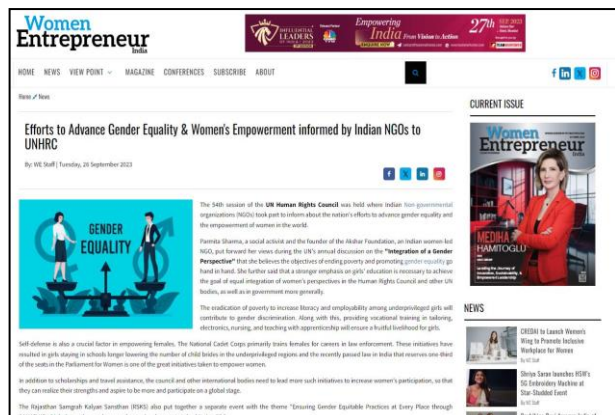 Women
Entrepreneur
India
LEADERS
Empowering
India From Vision to Action
27th SEP 2023
HOME NEWS VIEW POINT MAGAZINE CONFERENCES SUBSCRIBE ABOUT
Home News
Efforts to Advance Gender Equality & Women's Empowerment informed by Indian NGOs to
UNHRC
By: WE Staff | Tuesday, 26 September 2023
GENDER
EQUALITY
The 54th session of the UN Human Rights Council was held where Indian Non-governmental
organizations (NGOs) took part to inform about the nation's efforts to advance gender equality and
the empowerment of women in the world.
Parmita Sharma, a social activist and the founder of the Akshar Foundation, an Indian women-led
NGO, put forward her views during the UN's annual discussion on the "Integration of a Gender
Perspective" that she believes the objectives of ending poverty and promoting gender equality go
hand in hand. She further said that a stronger emphasis on girls' education is necessary to achieve
the goal of equal integration of women's perspectives in the Human Rights Council and other UN
bodies, as well as in government more generally.
The eradication of poverty to increase literacy and employability among underprivileged girls will
contribute to gender discrimination. Along with this, providing vocational training in tailoring,
electronics, nursing, and teaching with apprenticeship will ensure a fruitful livelihood for girls.
Self-defense is also a crucial factor in empowering females. The National Cadet Corps primarily trains females for careers in law enforcement. These initiatives have
resulted in girls staying in schools longer lowering the number of child brides in the underprivileged regions and the recently passed law in India that reserves one-third
of the seats in the Parliament for Women is one of the great initiatives taken to empower women.
In addition to scholarships and travel assistance, the council and other international bodies need to lead more such initiatives to increase women's participation, so that
they can realize their strengths and aspire to be more and participate on a global stage.
The Rajasthan Samgrah Kalyan Sansthan (RSKS) also put together a separate event with the theme "Ensuring Gender Equitable Practices at Every Place through
CURRENT ISSUE
Women
Entrepreneur
India
MEDIHA
HAMITOGLU
Leading the Journey of
Innovation, Sustainability, &
Empowered Leadership
NEWS
CREDAI to Launch Women's
Wing to Promote Inclusive
Workplace for Women
By WE Staff
Shriya Saran launches HSW's
5G Embroidery Machine at
Star-Studded Event
By WE Staff